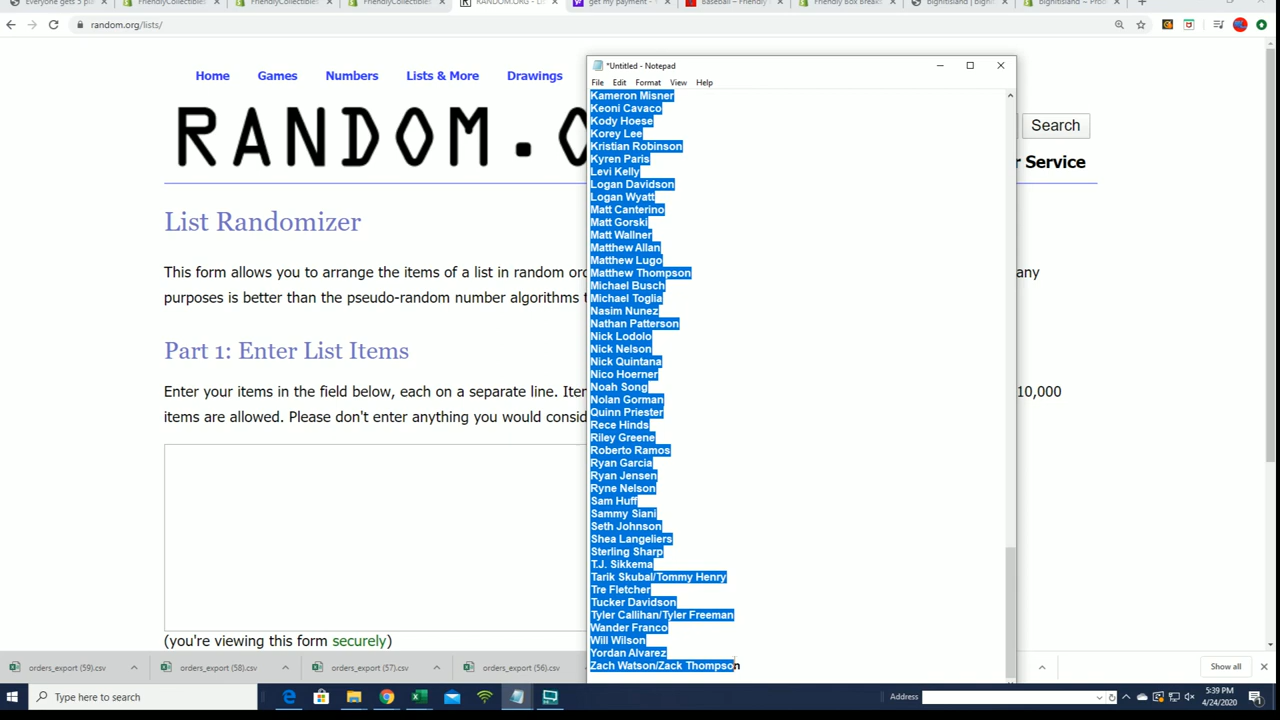 Everyone gets 5 pla
FriendlyCollectibles
FriendlyCollectibles
FriendlyCollectibles
RANDOM.ORG - Li
get my payment -
Baseball – Friendly
Friendly Box Breaks
bighitisland | bighit
bighitisland ~ Pro
random.org/lists/
Home Games Numbers Lists & More Drawings
RANDOM.O
Search
r Service
List Randomizer
This form allows you to arrange the items of a list in random ord
any
purposes is better than the pseudo-random number algorithms t
Part 1: Enter List Items
Enter your items in the field below, each on a separate line. Iter
10,000
items are allowed. Please don't enter anything you would consid
(you're viewing this form securely)
*Untitled - Notepad
File Edit Format View Help
Kameron Misner
Keoni Cavaco
Kody Hoese
Korey Lee
Kristian Robinson
Kyren Paris
Levi Kelly
Logan Davidson
Logan Wyatt
Matt Canterino
Matt Gorski
Matt Wallner
Matthew Allan
Matthew Lugo
Matthew Thompson
Michael Busch
Michael Toglia
Nasim Nunez
Nathan Patterson
Nick Lodolo
Nick Nelson
Nick Quintana
Nico Hoerner
Noah Song
Nolan Gorman
Quinn Priester
Rece Hinds
Riley Greene
Roberto Ramos
Ryan Garcia
Ryan Jensen
Ryne Nelson
Sam Huff
Sammy Siani
Seth Johnson
Shea Langeliers
Sterling Sharp
T.J. Sikkema
Tarik Skubal/Tommy Henry
Tre Fletcher
Tucker Davidson
Tyler Callihan/Tyler Freeman
Wander Franco
Will Wilson
Yordan Alvarez
Zach Watson/Zack Thompson
orders_export (59).csv
orders_export (58).csv
orders_export (57).csv
orders_export (56).csv
Show all
Type here to search
Address
5:39 PM
4/24/2020